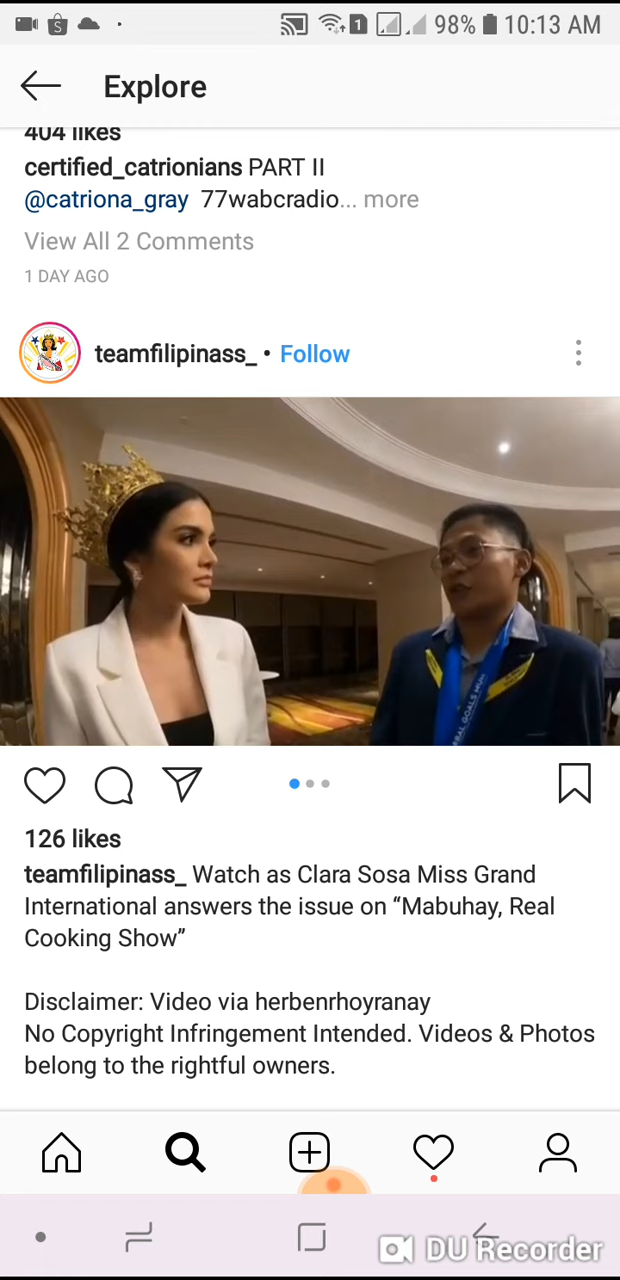 98% 10:13 AM
Explore
404 likes
certified_catrionians PART II
@catriona_gray 77wabcradio... more
View All 2 Comments
1 DAY AGO
teamfilipinass_ • Follow
126 likes
teamfilipinass_ Watch as Clara Sosa Miss Grand
International answers the issue on “Mabuhay, Real
Cooking Show”
Disclaimer: Video via herbenrhoyranay
No Copyright Infringement Intended. Videos & Photos
belong to the rightful owners.
DU Recorder